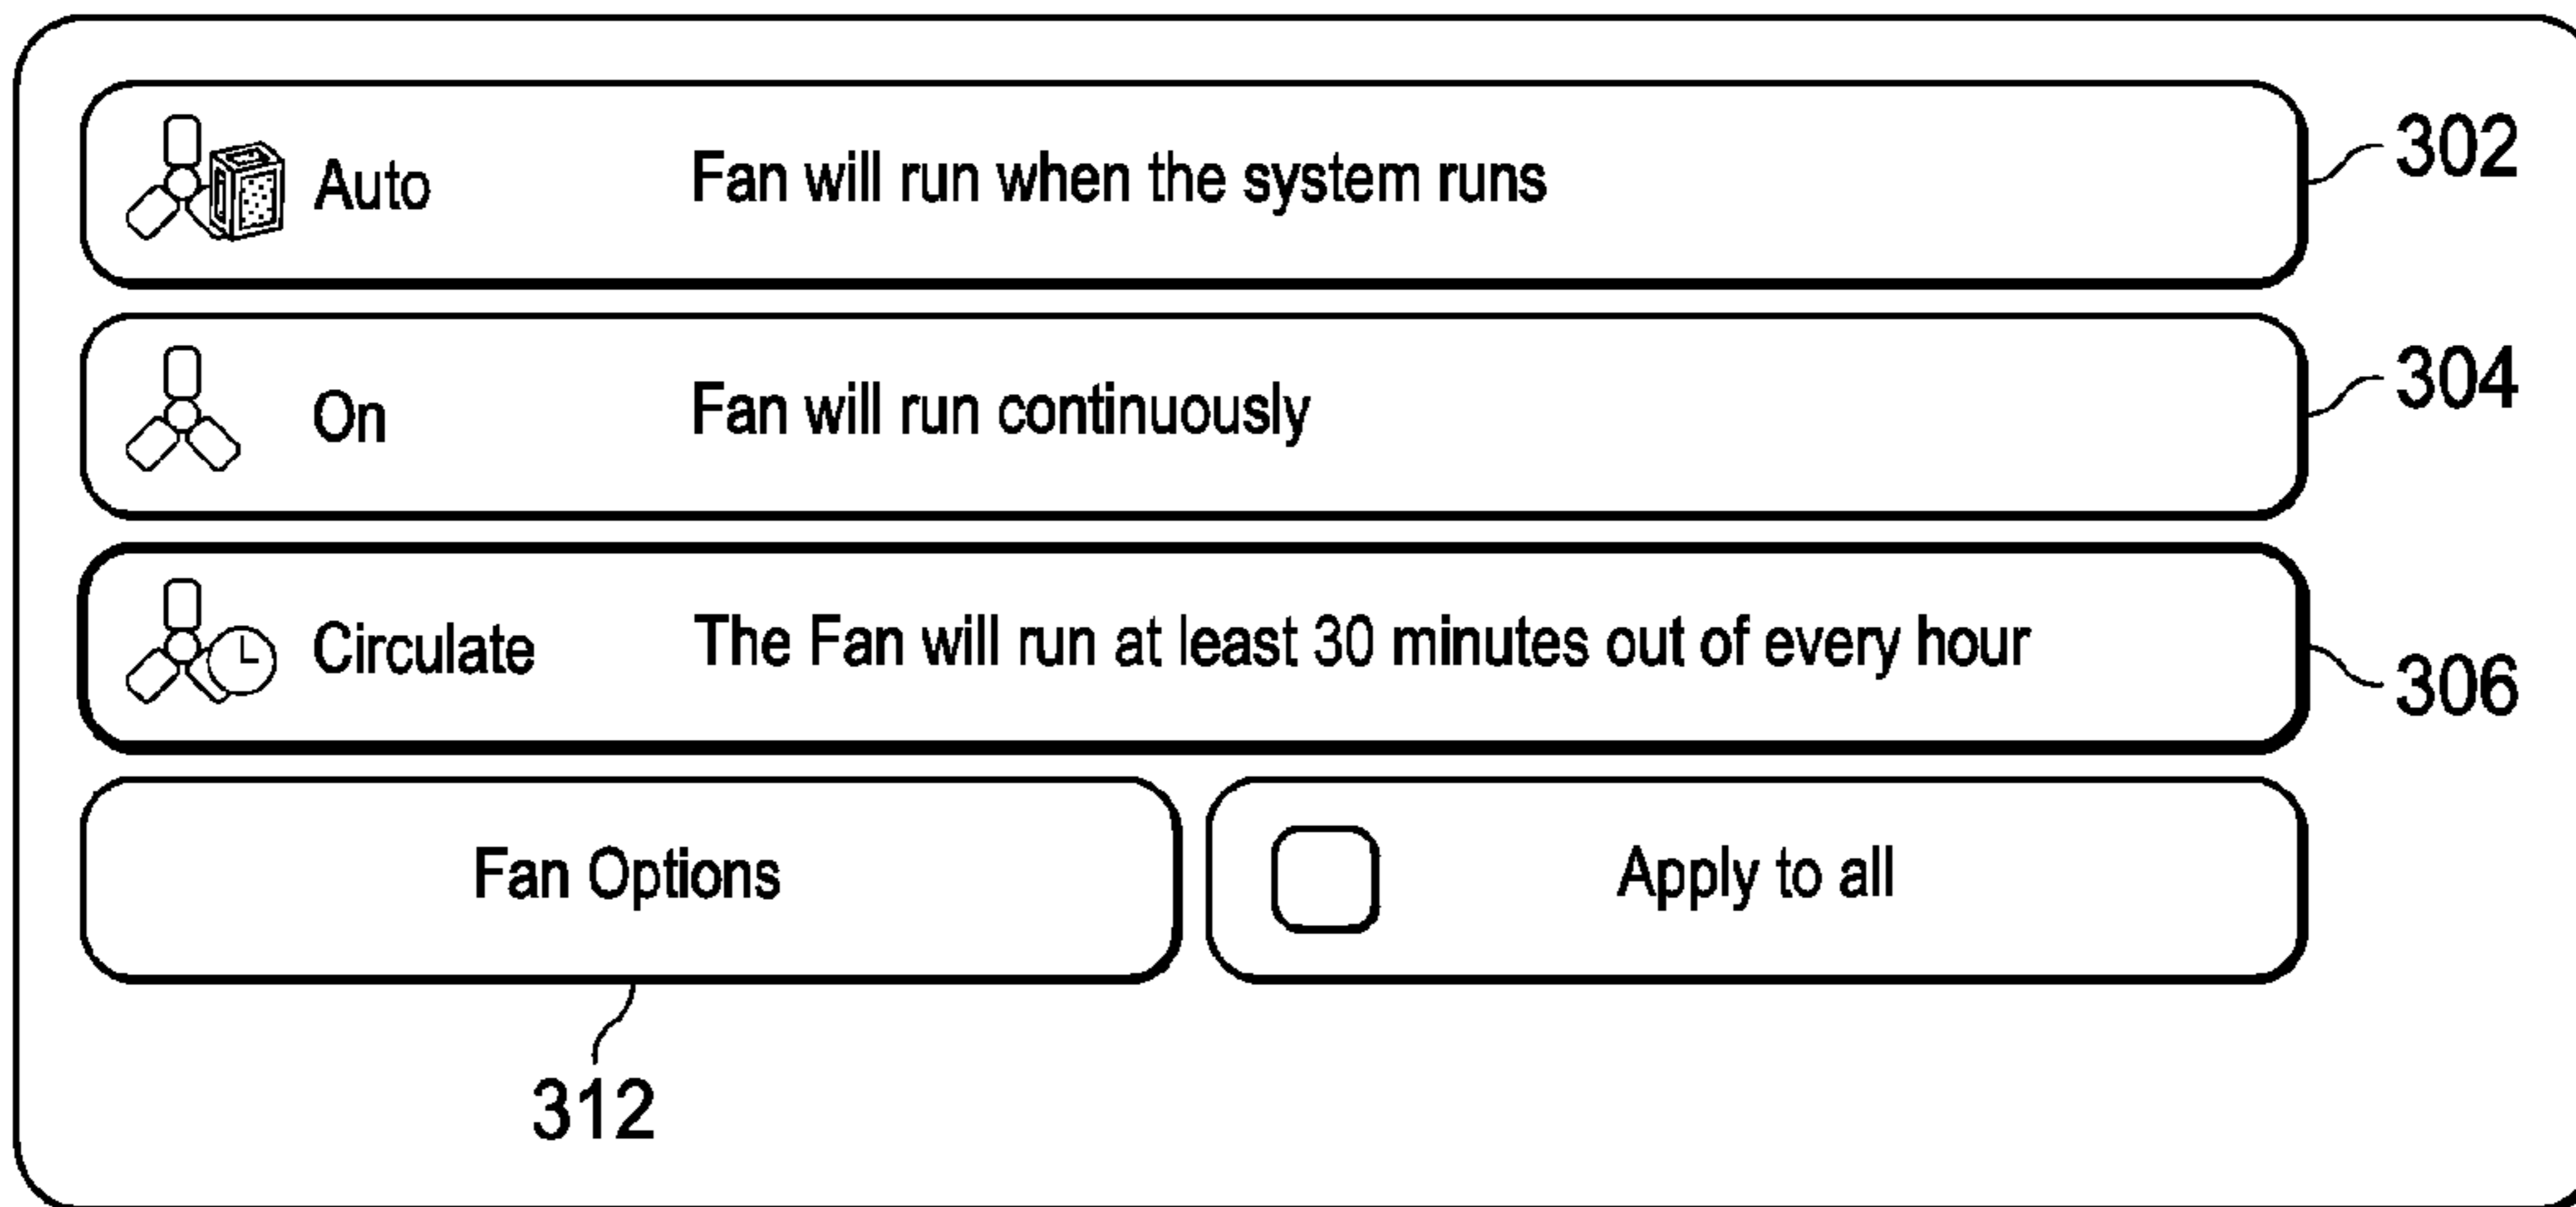 Auto Fan will run when the system runs 302
On Fan will run continuously 304
Circulate The Fan will run at least 30 minutes out of every hour 306
Fan Options Apply to all
312